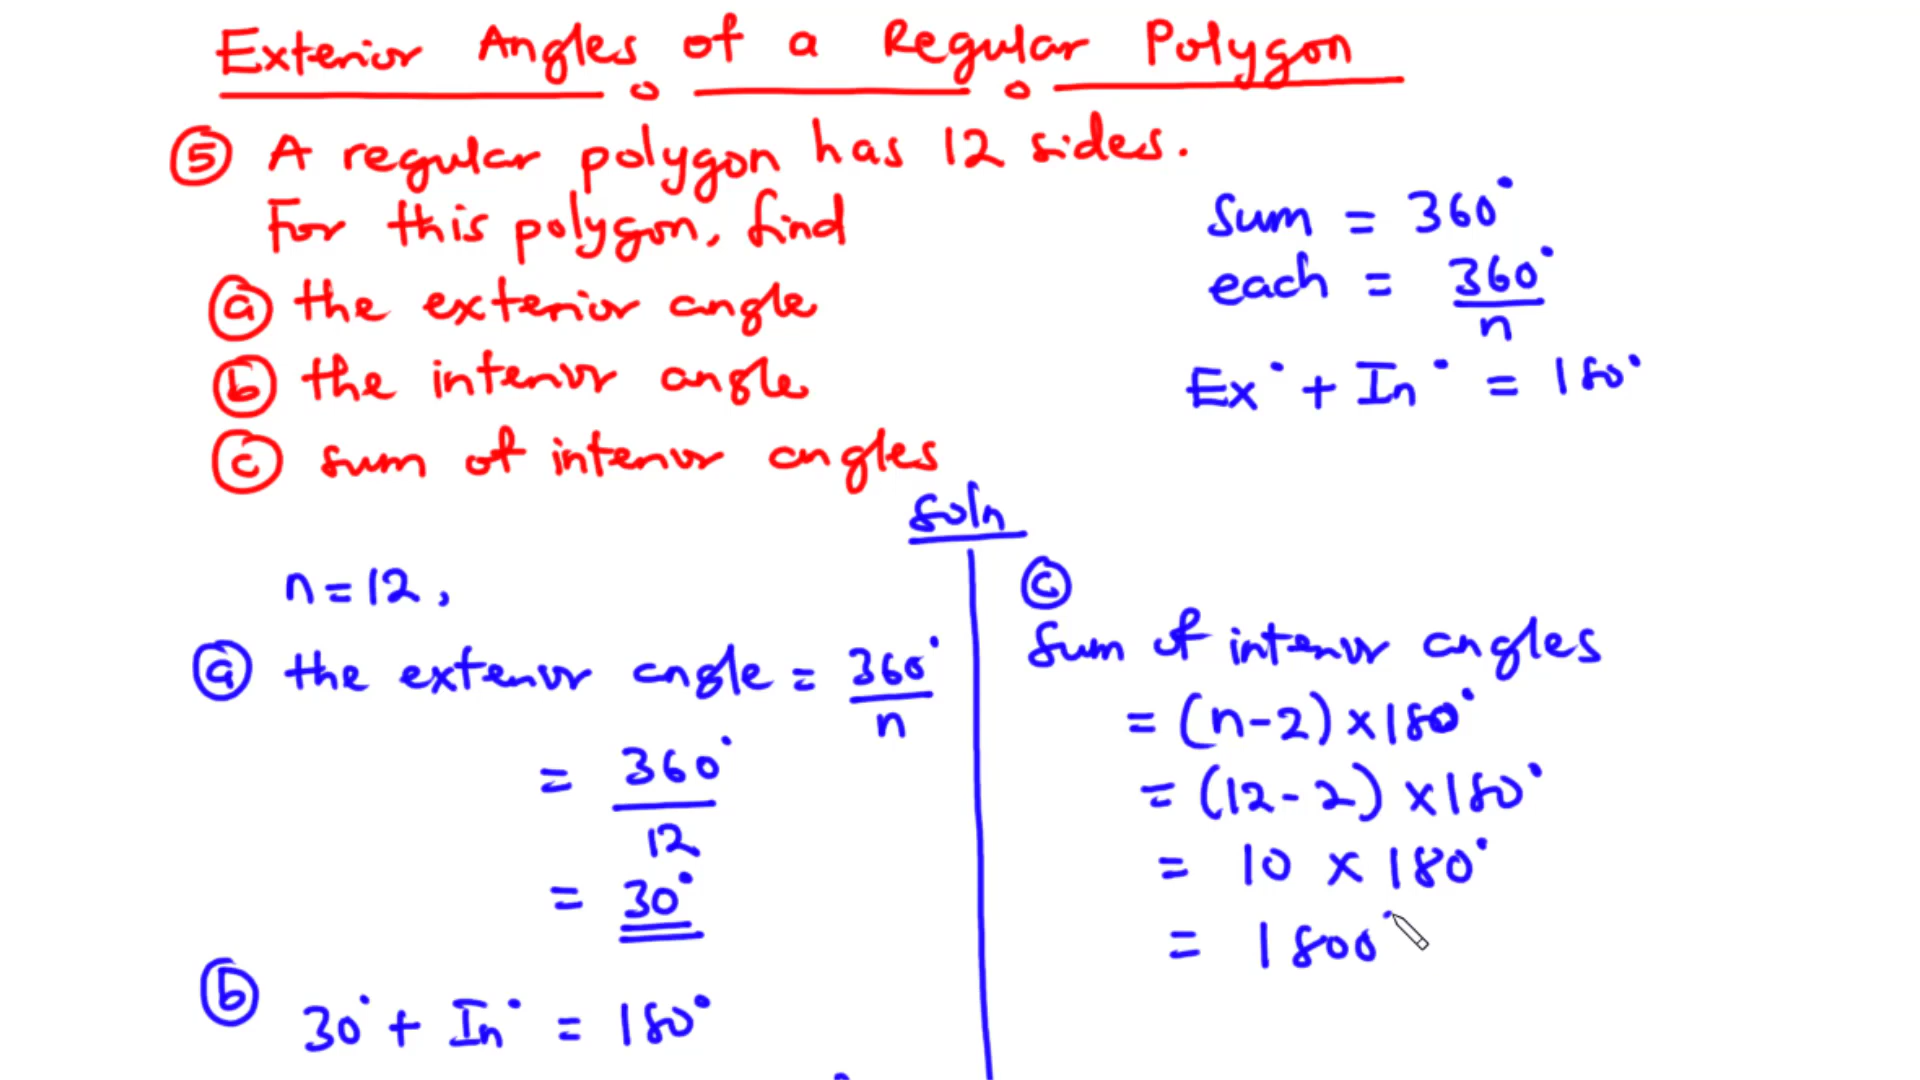 Exterior Angles of a Regular Polygon
⑤ A regular polygon has 12 sides.
For this polygon, find
ⓐ the exterior angle
ⓑ the interior angle
ⓒ sum of interior angles
Sum = 360°
each = 360°/n
Ex° + In° = 180°
Soln
n = 12,
ⓐ the exterior angle = 360°/n
= 360°/12
= 30°
ⓑ
30° + In° = 180°
ⓒ
Sum of interior angles
= (n-2) × 180°
= (12-2) × 180°
= 10 × 180°
= 1800°